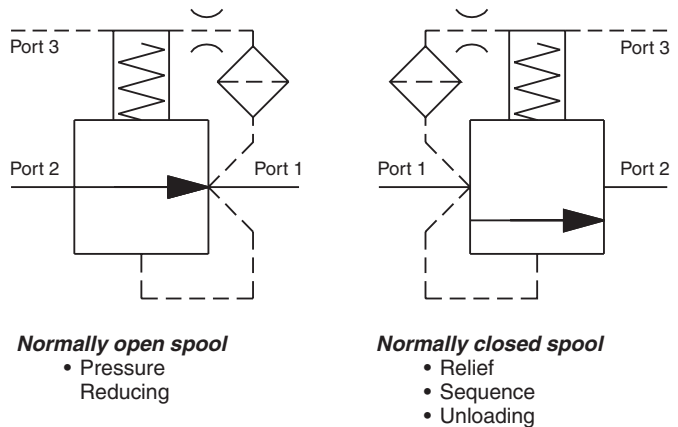 Port 3
Port 2
Port 1
Normally open spool
• Pressure
Reducing
Port 3
Port 1
Port 2
Normally closed spool
• Relief
• Sequence
• Unloading